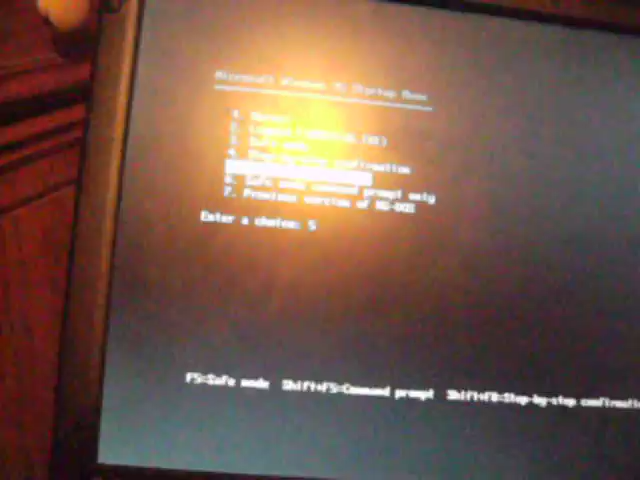 Microsoft Windows 95 Startup Menu
1. Normal
2. Logged (\BOOTLOG.TXT)
3. Safe mode
4. Step-by-step confirmation
6. Safe mode command prompt only
7. Previous version of MS-DOS
Enter a choice: 5
F5=Safe mode Shift+F5=Command prompt Shift+F8=Step-by-step confirmatio